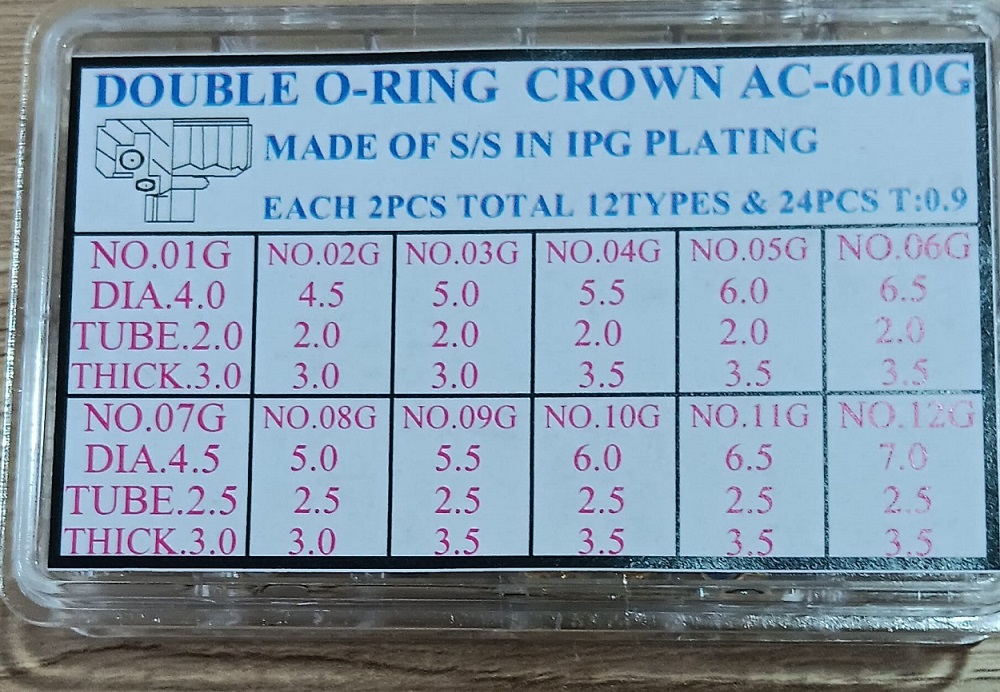 DOUBLE O-RING CROWN AC-6010G
MADE OF S/S IN IPG PLATING
EACH 2PCS TOTAL 12TYPES & 24PCS T:0.9
NO.01G NO.02G NO.03G NO.04G NO.05G NO.06G
DIA.4.0 4.5 5.0 5.5 6.0 6.5
TUBE.2.0 2.0 2.0 2.0 2.0 2.0
THICK.3.0 3.0 3.0 3.5 3.5 3.5
NO.07G NO.08G NO.09G NO.10G NO.11G NO.12G
DIA.4.5 5.0 5.5 6.0 6.5 7.0
TUBE.2.5 2.5 2.5 2.5 2.5 2.5
THICK.3.0 3.0 3.5 3.5 3.5 3.5